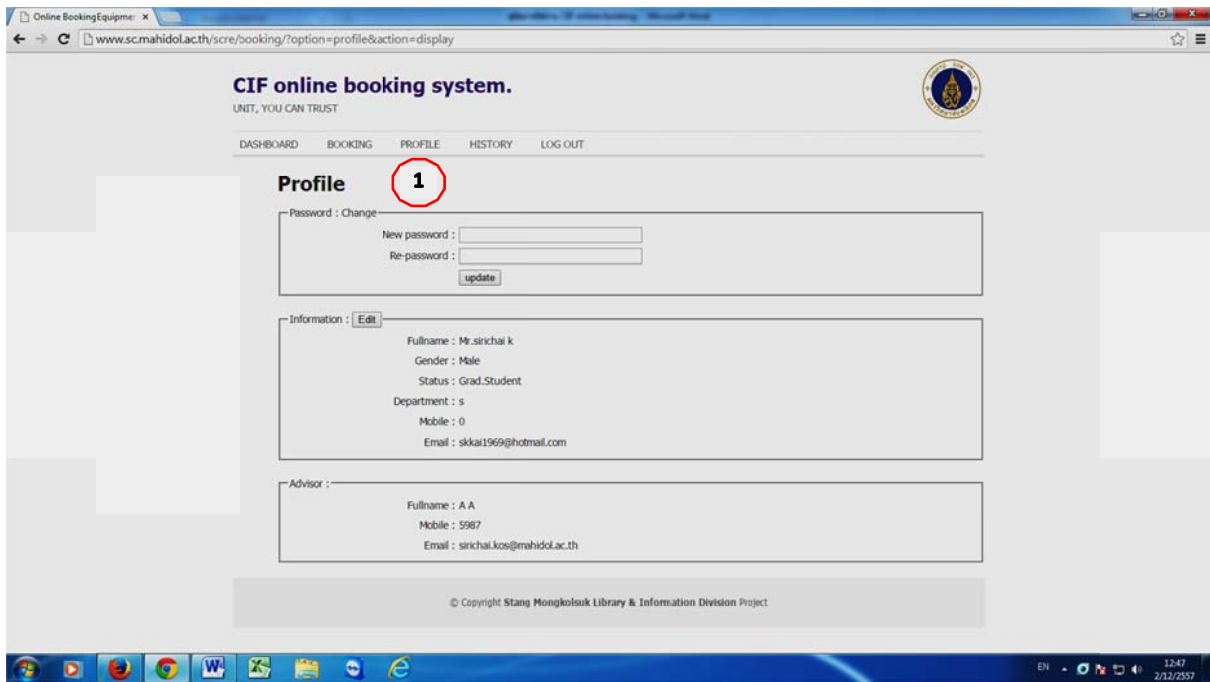 Online BookingEquipmer
www.sc.mahidol.ac.th/scre/booking/?option=profile&action=display
CIF online booking system.
UNIT, YOU CAN TRUST
DASHBOARD BOOKING PROFILE HISTORY LOG OUT
Profile 1
Password : Change
New password :
Re-password :
update
Information : Edit
Fullname : Mr.sirichai k
Gender : Male
Status : Grad.Student
Department : s
Mobile : 0
Email : skkai1969@hotmail.com
Advisor :
Fullname : A A
Mobile : 5987
Email : sirichai.kos@mahidol.ac.th
© Copyright Stang Mongkolsuk Library & Information Division Project
EN
12:47
2/12/2557